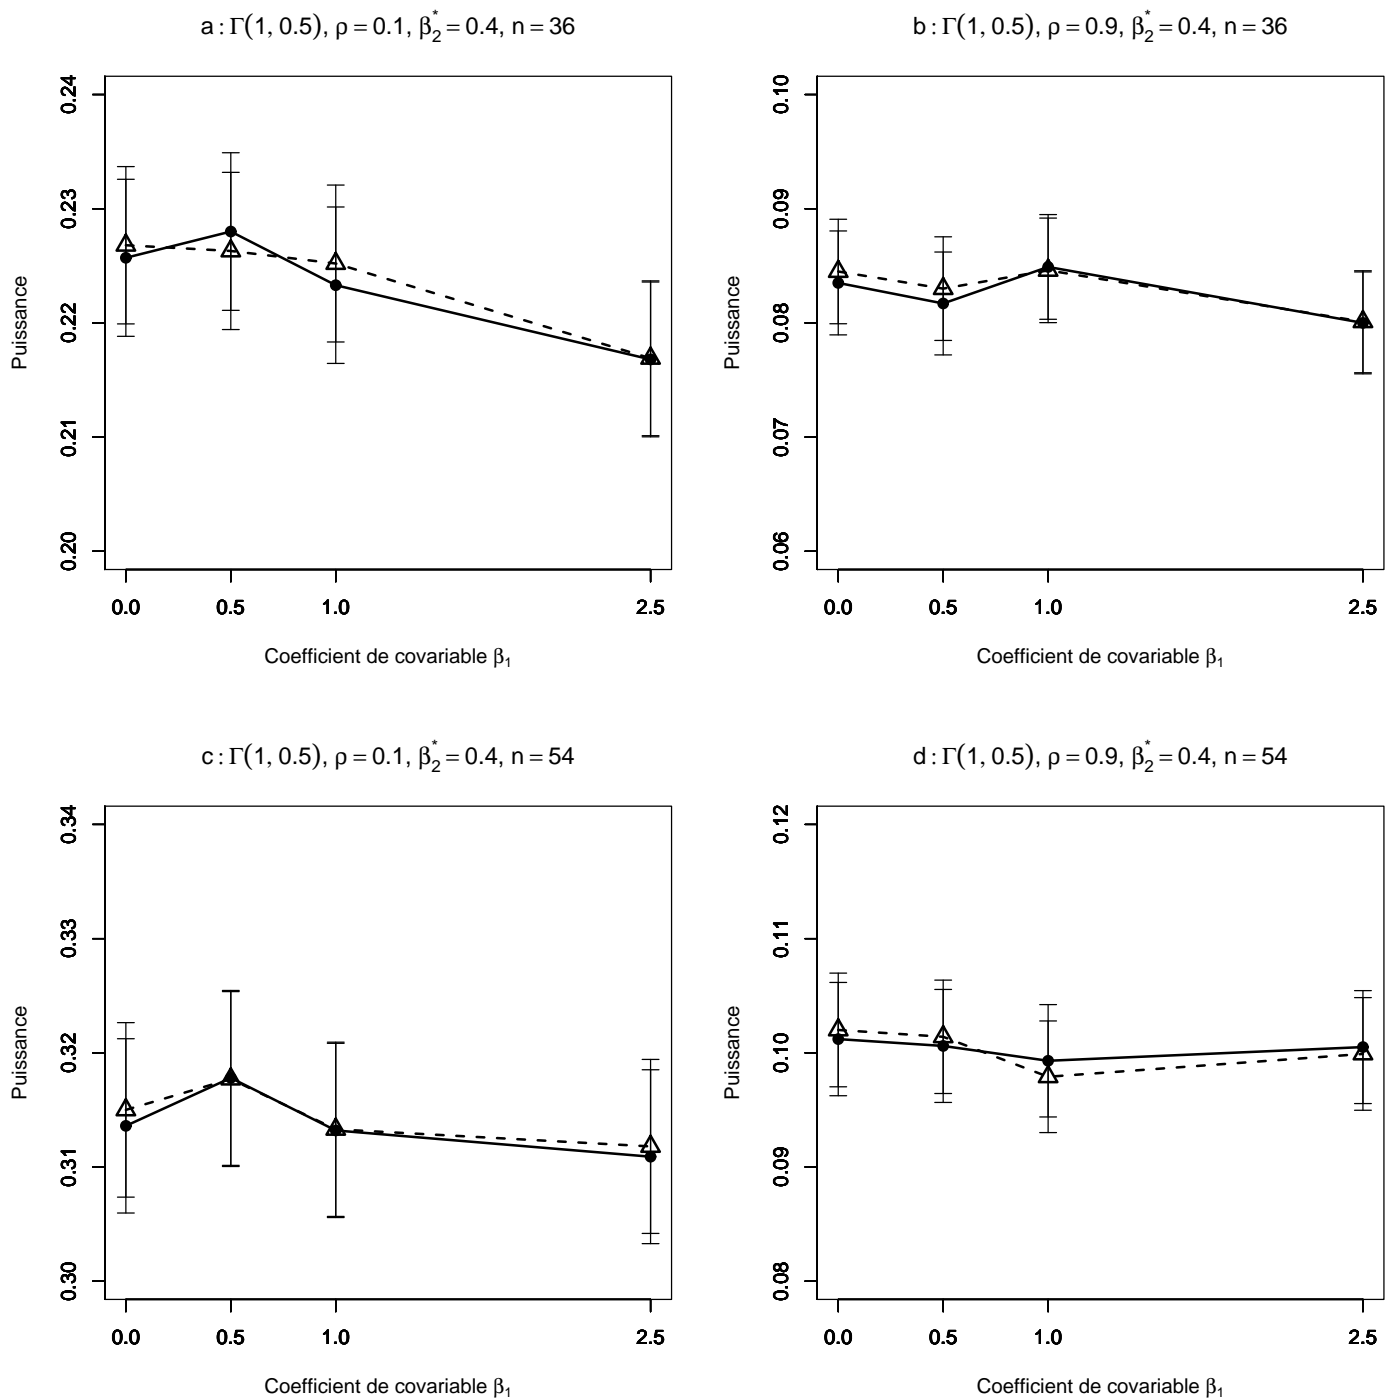 a : Γ(1, 0.5), ρ = 0.1, β₂* = 0.4, n = 36
0.24
0.23
0.22
0.21
0.20
Puissance
0.0 0.5 1.0 2.5
Coefficient de covariable β₁
b : Γ(1, 0.5), ρ = 0.9, β₂* = 0.4, n = 36
0.10
0.09
0.08
0.07
0.06
Puissance
0.0 0.5 1.0 2.5
Coefficient de covariable β₁
c : Γ(1, 0.5), ρ = 0.1, β₂* = 0.4, n = 54
0.34
0.33
0.32
0.31
0.30
Puissance
0.0 0.5 1.0 2.5
Coefficient de covariable β₁
d : Γ(1, 0.5), ρ = 0.9, β₂* = 0.4, n = 54
0.12
0.11
0.10
0.09
0.08
Puissance
0.0 0.5 1.0 2.5
Coefficient de covariable β₁